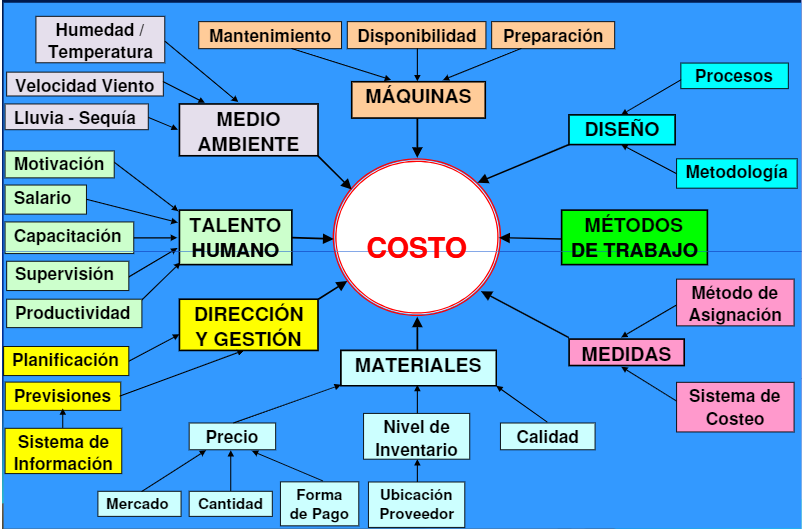 Humedad /
Temperatura
Velocidad Viento
Lluvia - Sequía
MEDIO
AMBIENTE
Mantenimiento
Disponibilidad
Preparación
MÁQUINAS
Procesos
DISEÑO
Metodología
Motivación
Salario
Capacitación
Supervisión
Productividad
TALENTO
HUMANO
COSTO
MÉTODOS
DE TRABAJO
DIRECCIÓN
Y GESTIÓN
Planificación
Previsiones
Sistema de
Información
MATERIALES
Precio
Mercado
Cantidad
Forma
de Pago
Nivel de
Inventario
Ubicación
Proveedor
Calidad
Método de
Asignación
MEDIDAS
Sistema de
Costeo